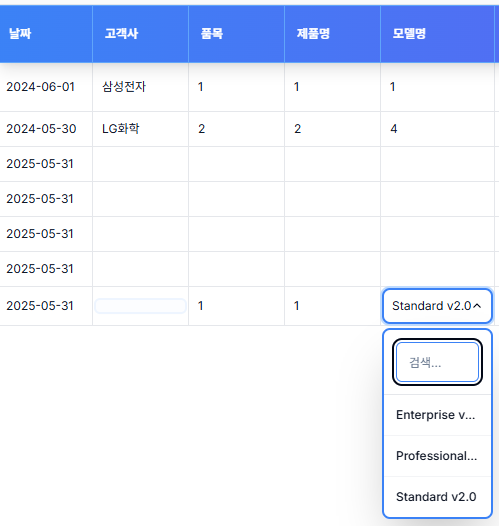 날짜 고객사 품목 제품명 모델명
2024-06-01 삼성전자 1 1 1
2024-05-30 LG화학 2 2 4
2025-05-31
2025-05-31
2025-05-31
2025-05-31
2025-05-31 1 1 Standard v2.0
검색...
Enterprise v...
Professional...
Standard v2.0